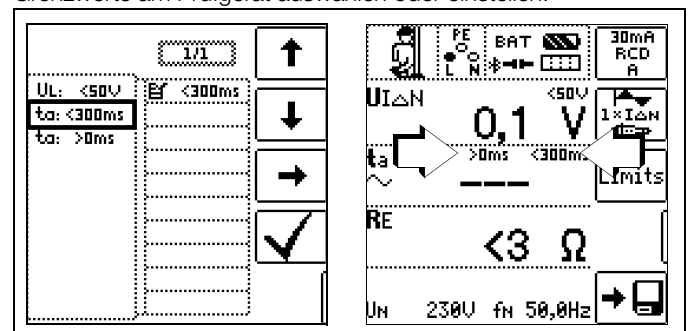 Grenzwerte am Prüfgerät auswählen oder einstellen.
1/1
UL: <50V
<300ms
ta: <300ms
ta: >0ms
PE
L N
BAT
30mA
RCD
A
UI△N
<50V
0,1 V
1×I△N
ta
>0ms <300ms
---
Limits
RE
<3 Ω
UN 230V fN 50,0Hz